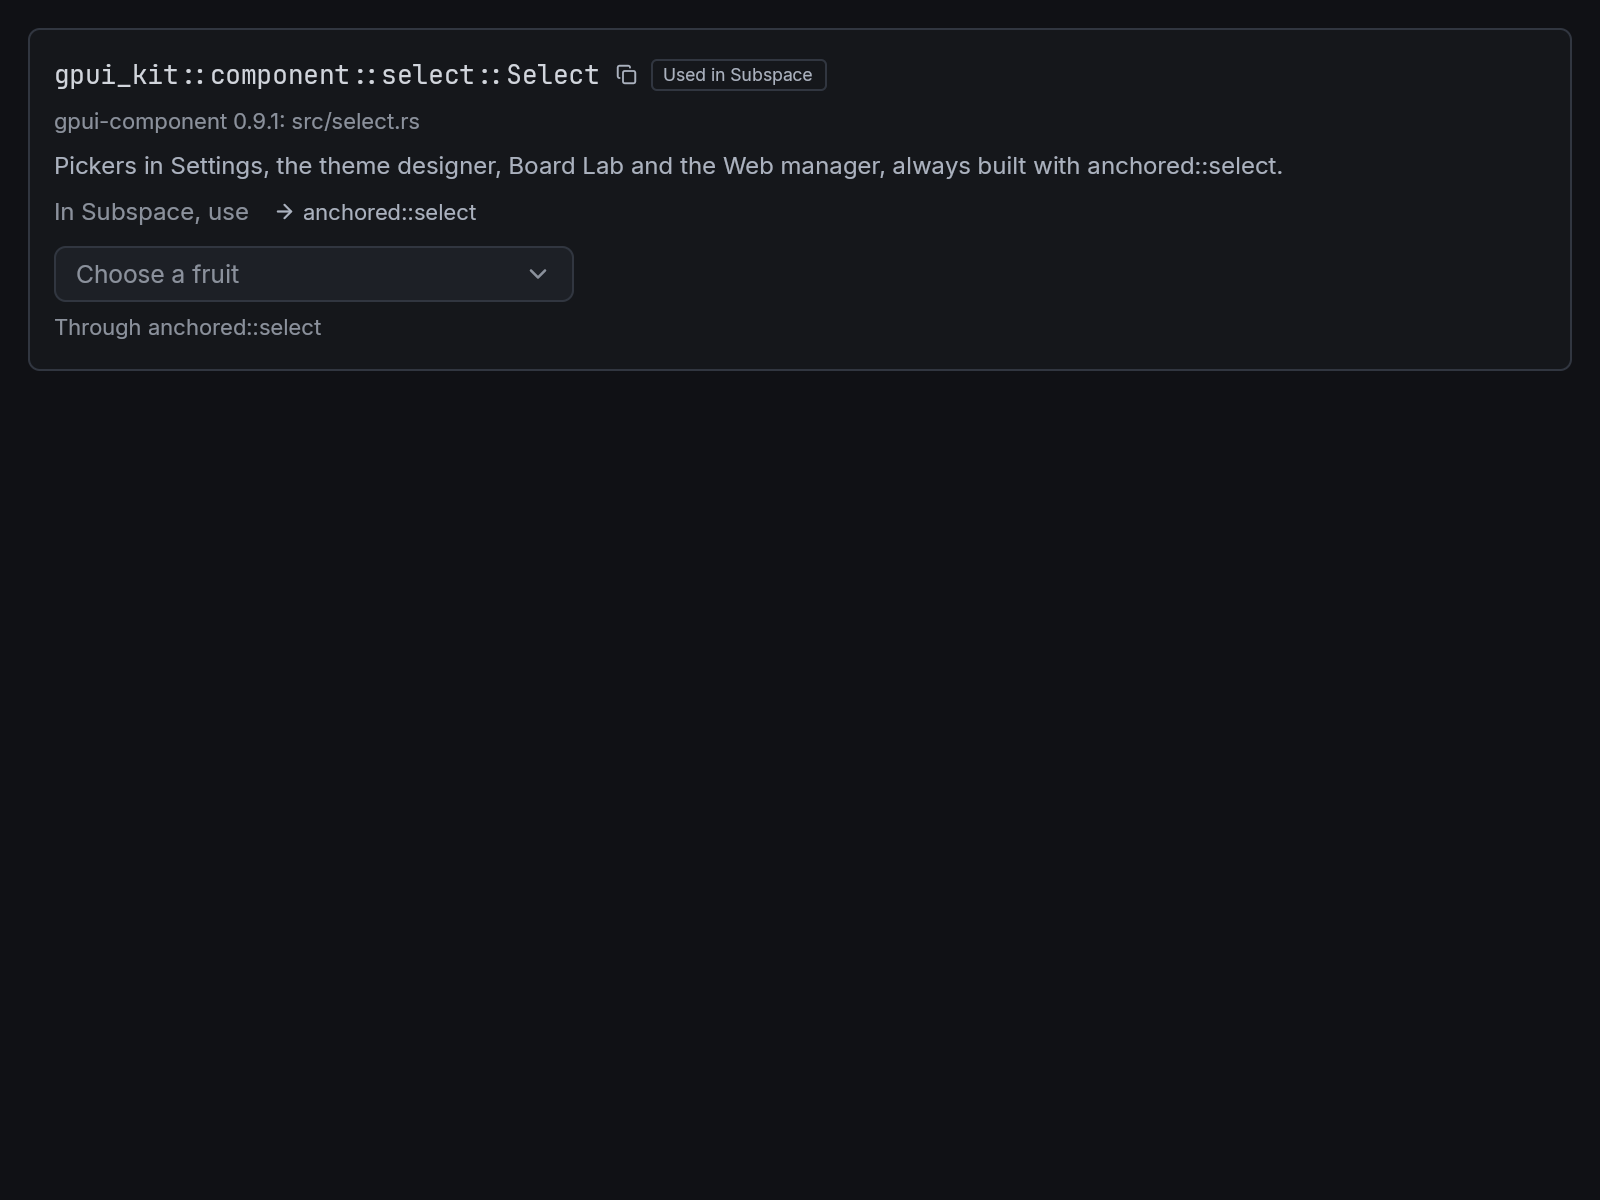 gpui_kit::component::select::Select Used in Subspace
gpui-component 0.9.1: src/select.rs
Pickers in Settings, the theme designer, Board Lab and the Web manager, always built with anchored::select.
In Subspace, use → anchored::select
Choose a fruit
Through anchored::select